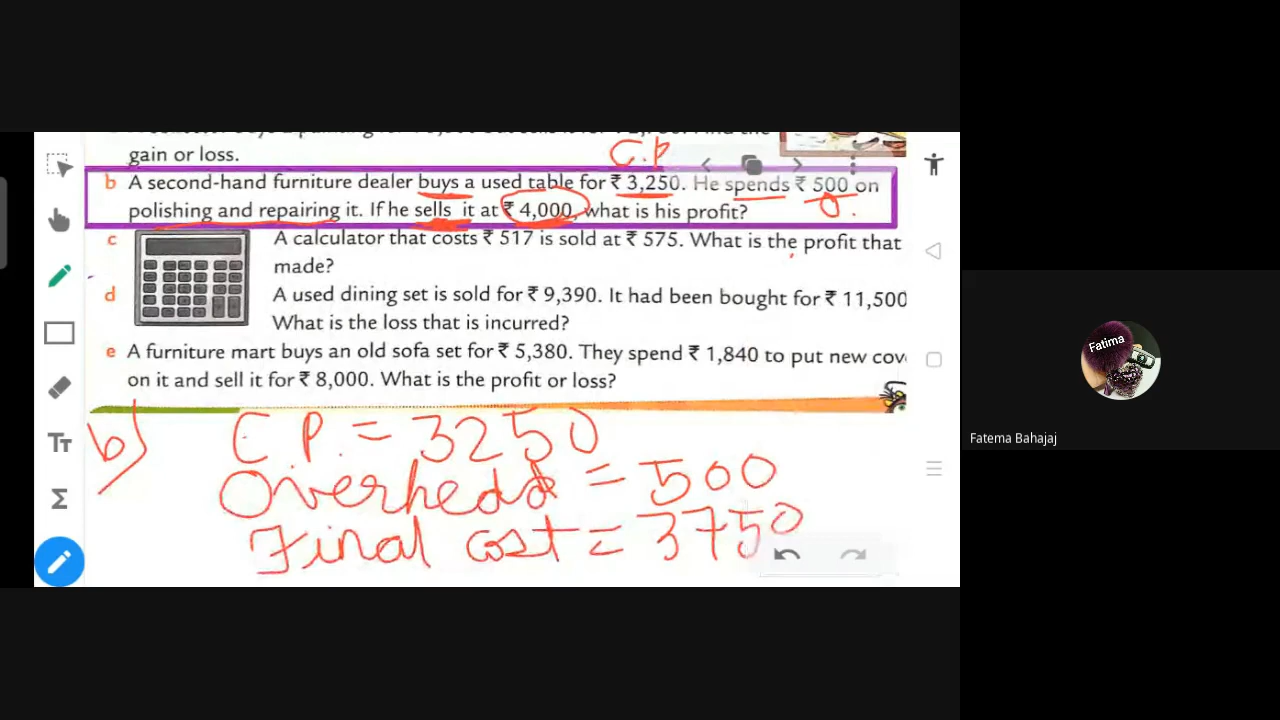 gain or loss.
C.P
b A second-hand furniture dealer buys a used table for ₹ 3,250. He spends ₹ 500 on
polishing and repairing it. If he sells it at ₹ 4,000, what is his profit?
O.
c A calculator that costs ₹ 517 is sold at ₹ 575. What is the profit that
made?
d A used dining set is sold for ₹ 9,390. It had been bought for ₹ 11,500
What is the loss that is incurred?
e A furniture mart buys an old sofa set for ₹ 5,380. They spend ₹ 1,840 to put new cov
on it and sell it for ₹ 8,000. What is the profit or loss?
b) C.P. = 3250
Overhead = 500
Final cost = 3750
Tт
Σ
Fatima
Fatema Bahajaj